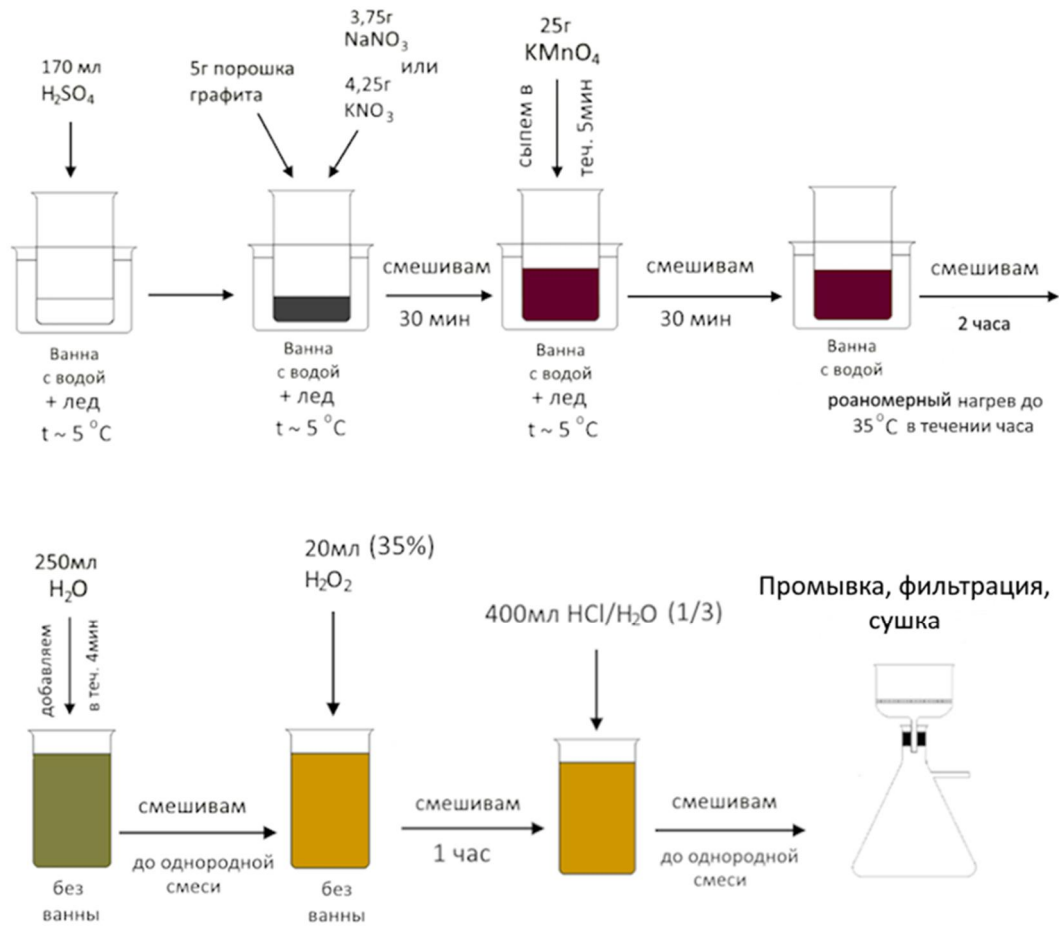 170 мл
H₂SO₄
5г порошка
графита
3,75г
NaNO₃
или
4,25г
KNO₃
25г
KMnO₄
сыпем в
теч. 5мин
смешивам
30 мин
смешивам
30 мин
смешивам
2 часа
Ванна
с водой
+ лед
t ~ 5 °C
Ванна
с водой
+ лед
t ~ 5 °C
Ванна
с водой
+ лед
t ~ 5 °C
Ванна
с водой
роаномерный нагрев до
35°C в течении часа
250мл
H₂O
добавляем
в теч. 4мин
20мл (35%)
H₂O₂
400мл HCl/H₂O (1/3)
Промывка, фильтрация,
сушка
смешивам
до однородной
смеси
смешивам
1 час
смешивам
до однородной
смеси
без
ванны
без
ванны